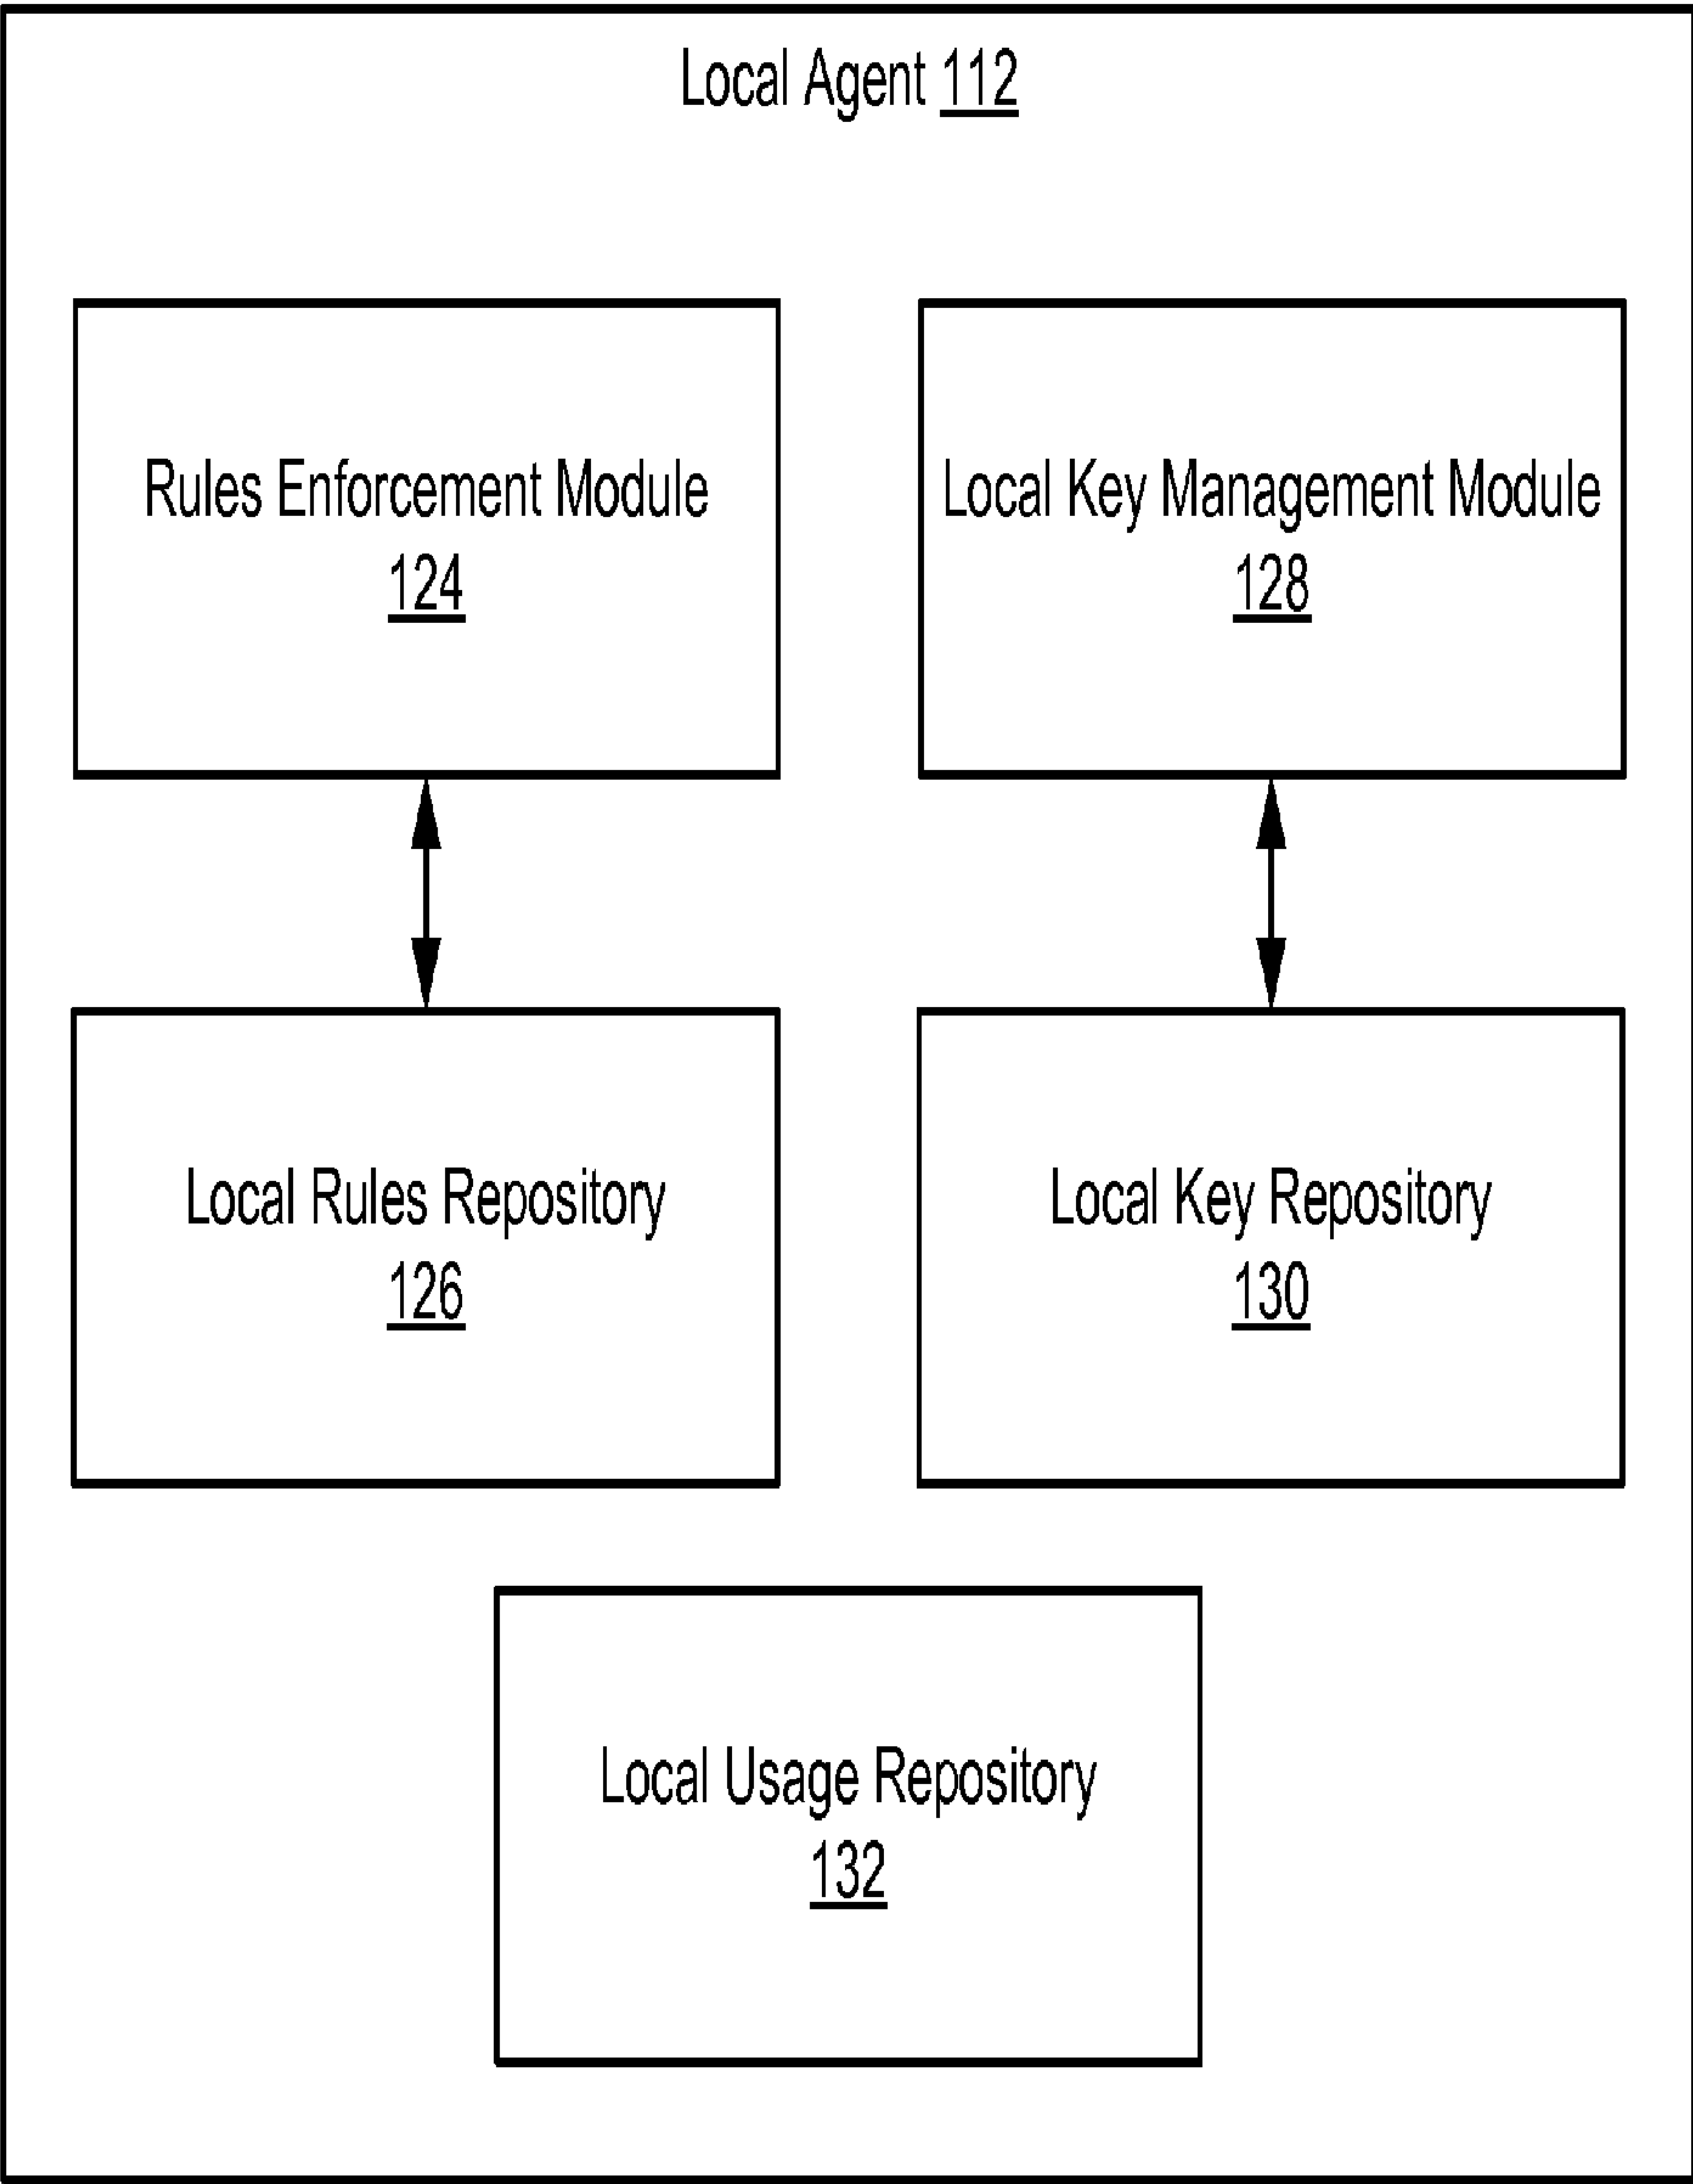 Local Agent 112
Rules Enforcement Module
124
Local Key Management Module
128
Local Rules Repository
126
Local Key Repository
130
Local Usage Repository
132